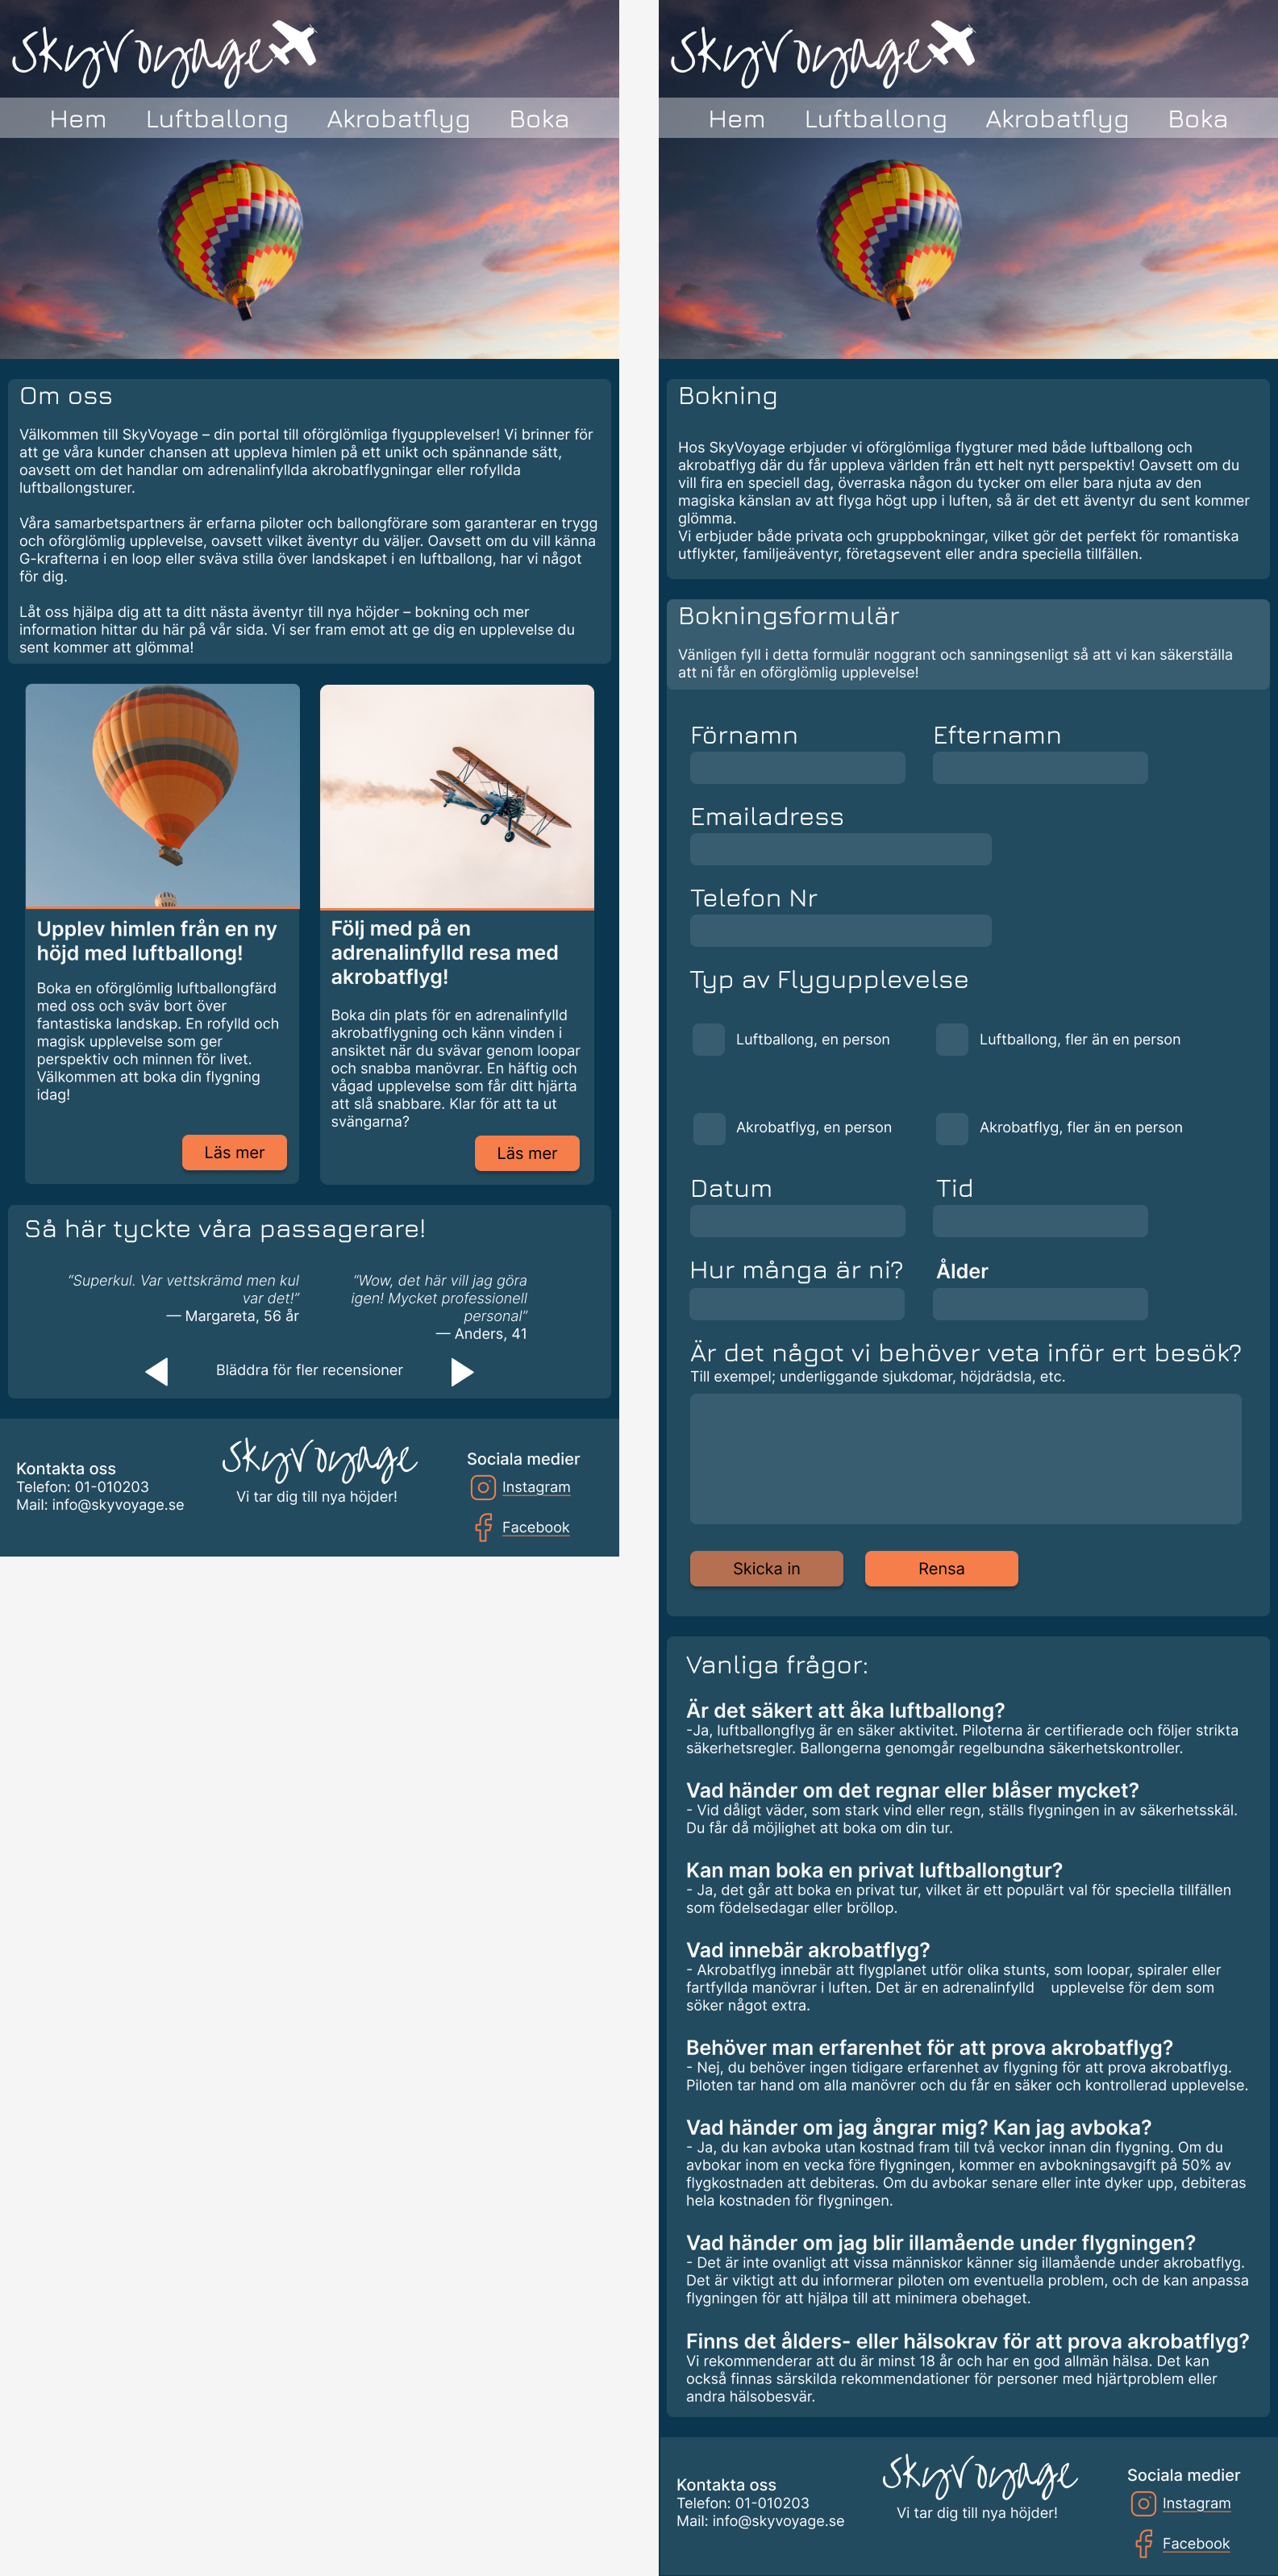 SkyVoyage
Hem Luftballong Akrobatflyg Boka
Om oss
Välkommen till SkyVoyage – din portal till oförglömliga flygupplevelser! Vi brinner för
att ge våra kunder chansen att uppleva himlen på ett unikt och spännande sätt,
oavsett om det handlar om adrenalinfyllda akrobatflygningar eller rofyllda
luftballongsturer.
Våra samarbetspartners är erfarna piloter och ballongförare som garanterar en trygg
och oförglömlig upplevelse, oavsett vilket äventyr du väljer. Oavsett om du vill känna
G-krafterna i en loop eller sväva stilla över landskapet i en luftballong, har vi något
för dig.
Låt oss hjälpa dig att ta ditt nästa äventyr till nya höjder – bokning och mer
information hittar du här på vår sida. Vi ser fram emot att ge dig en upplevelse du
sent kommer att glömma!
Upplev himlen från en ny
höjd med luftballong!
Boka en oförglömlig luftballongfärd
med oss och sväv bort över
fantastiska landskap. En rofylld och
magisk upplevelse som ger
perspektiv och minnen för livet.
Välkommen att boka din flygning
idag!
Läs mer
Följ med på en
adrenalinfylld resa med
akrobatflyg!
Boka din plats för en adrenalinfylld
akrobatflygning och känn vinden i
ansiktet när du svävar genom loopar
och snabba manövrar. En häftig och
vågad upplevelse som får ditt hjärta
att slå snabbare. Klar för att ta ut
svängarna?
Läs mer
Så här tyckte våra passagerare!
“Superkul. Var vettskrämd men kul
var det!”
— Margareta, 56 år
“Wow, det här vill jag göra
igen! Mycket professionell
personal”
— Anders, 41
Bläddra för fler recensioner
Kontakta oss
Telefon: 01-010203
Mail: info@skyvoyage.se
SkyVoyage
Vi tar dig till nya höjder!
Sociala medier
Instagram
Facebook
SkyVoyage
Hem Luftballong Akrobatflyg Boka
Bokning
Hos SkyVoyage erbjuder vi oförglömliga flygturer med både luftballong och
akrobatflyg där du får uppleva världen från ett helt nytt perspektiv! Oavsett om du
vill fira en speciell dag, överraska någon du tycker om eller bara njuta av den
magiska känslan av att flyga högt upp i luften, så är det ett äventyr du sent kommer
glömma.
Vi erbjuder både privata och gruppbokningar, vilket gör det perfekt för romantiska
utflykter, familjeäventyr, företagsevent eller andra speciella tillfällen.
Bokningsformulär
Vänligen fyll i detta formulär noggrant och sanningsenligt så att vi kan säkerställa
att ni får en oförglömlig upplevelse!
Förnamn Efternamn
Emailadress
Telefon Nr
Typ av Flygupplevelse
Luftballong, en person Luftballong, fler än en person
Akrobatflyg, en person Akrobatflyg, fler än en person
Datum Tid
Hur många är ni? Ålder
Är det något vi behöver veta inför ert besök?
Till exempel; underliggande sjukdomar, höjdrädsla, etc.
Skicka in Rensa
Vanliga frågor:
Är det säkert att åka luftballong?
-Ja, luftballongflyg är en säker aktivitet. Piloterna är certifierade och följer strikta
säkerhetsregler. Ballongerna genomgår regelbundna säkerhetskontroller.
Vad händer om det regnar eller blåser mycket?
- Vid dåligt väder, som stark vind eller regn, ställs flygningen in av säkerhetsskäl.
Du får då möjlighet att boka om din tur.
Kan man boka en privat luftballongtur?
- Ja, det går att boka en privat tur, vilket är ett populärt val för speciella tillfällen
som födelsedagar eller bröllop.
Vad innebär akrobatflyg?
- Akrobatflyg innebär att flygplanet utför olika stunts, som loopar, spiraler eller
fartfyllda manövrar i luften. Det är en adrenalinfylld upplevelse för dem som
söker något extra.
Behöver man erfarenhet för att prova akrobatflyg?
- Nej, du behöver ingen tidigare erfarenhet av flygning för att prova akrobatflyg.
Piloten tar hand om alla manövrer och du får en säker och kontrollerad upplevelse.
Vad händer om jag ångrar mig? Kan jag avboka?
- Ja, du kan avboka utan kostnad fram till två veckor innan din flygning. Om du
avbokar inom en vecka före flygningen, kommer en avbokningsavgift på 50% av
flygkostnaden att debiteras. Om du avbokar senare eller inte dyker upp, debiteras
hela kostnaden för flygningen.
Vad händer om jag blir illamående under flygningen?
- Det är inte ovanligt att vissa människor känner sig illamående under akrobatflyg.
Det är viktigt att du informerar piloten om eventuella problem, och de kan anpassa
flygningen för att hjälpa till att minimera obehaget.
Finns det ålders- eller hälsokrav för att prova akrobatflyg?
Vi rekommenderar att du är minst 18 år och har en god allmän hälsa. Det kan
också finnas särskilda rekommendationer för personer med hjärtproblem eller
andra hälsobesvär.
Kontakta oss
Telefon: 01-010203
Mail: info@skyvoyage.se
SkyVoyage
Vi tar dig till nya höjder!
Sociala medier
Instagram
Facebook